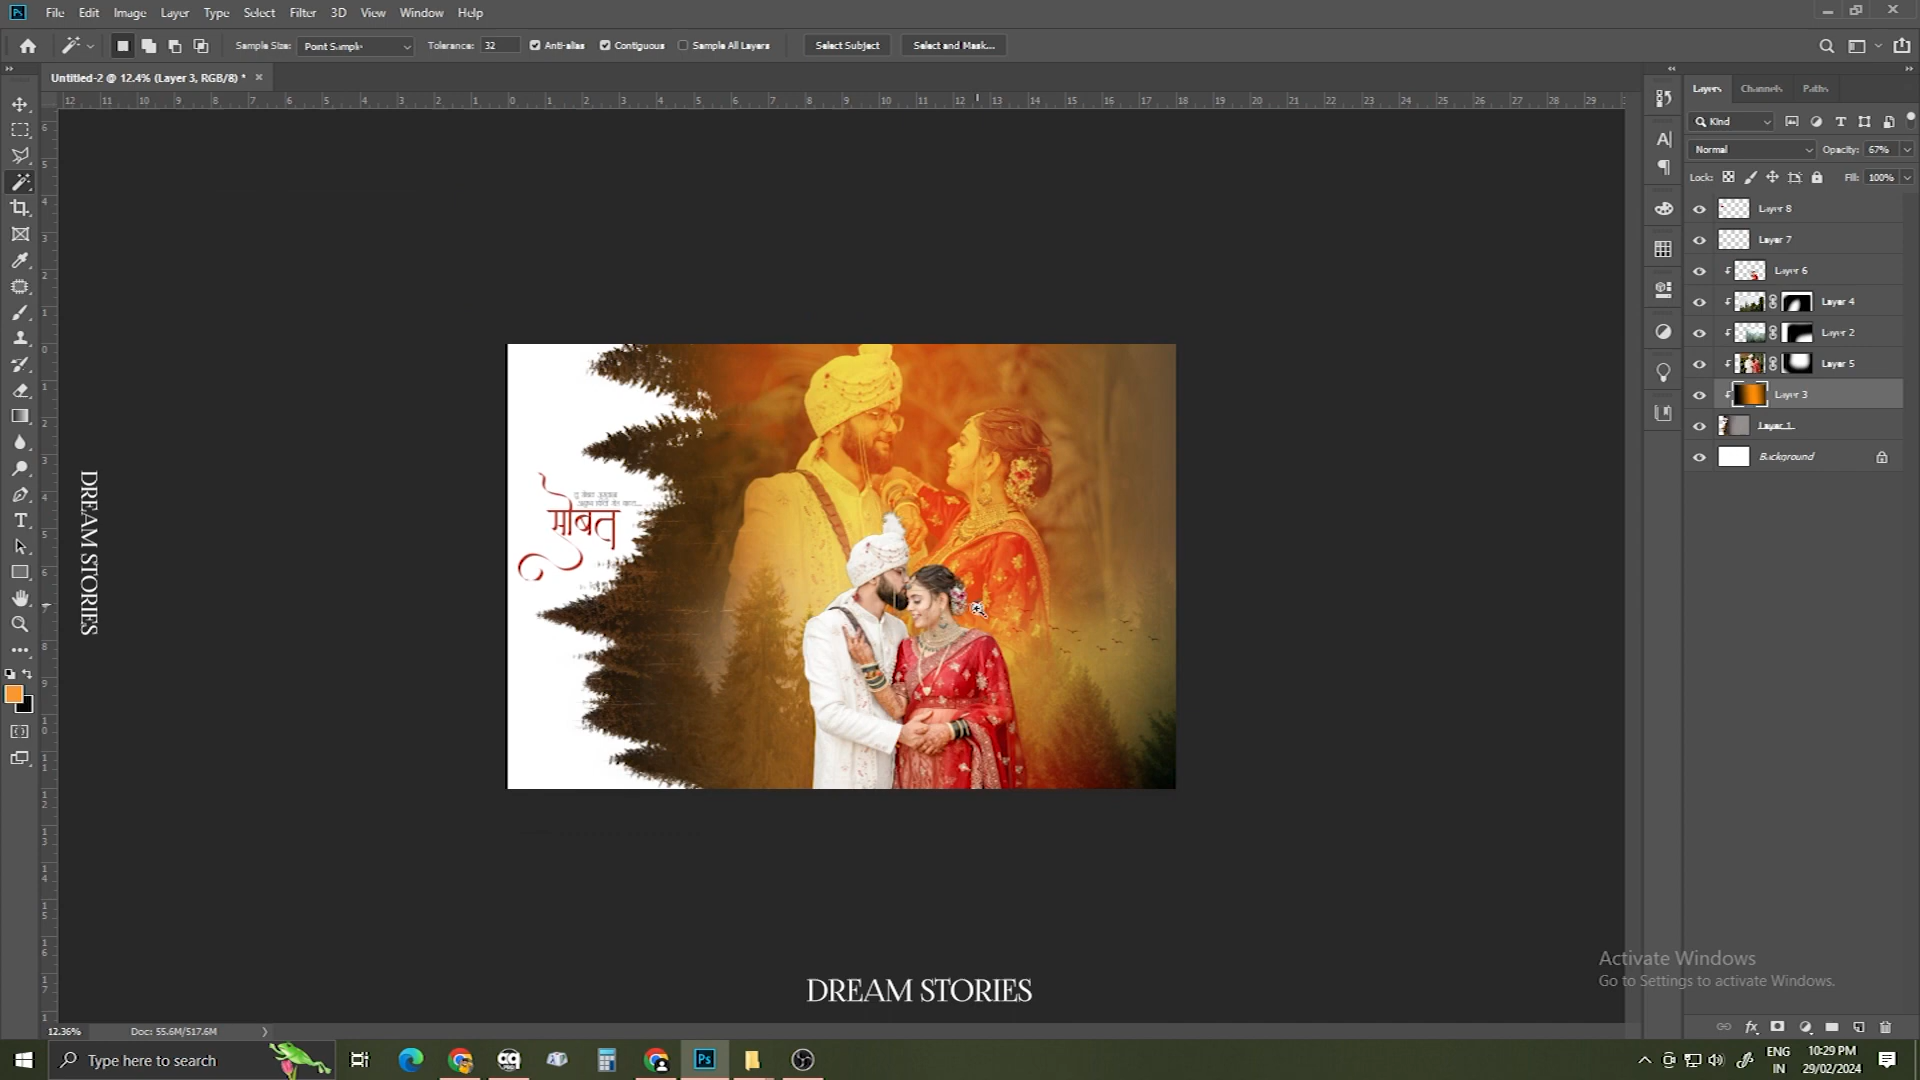 File Edit Image Layer Type Select Filter 3D View Window Help
Sample Size: Point Sample Tolerance: 32 Anti-alias Contiguous Sample All Layers Select Subject Select and Mask...
Untitled-2 @ 12.4% (Layer 3, RGB/8) *
Layers Channels Paths
Kind
Normal Opacity: 67%
Lock: Fill: 100%
Layer 8
Layer 7
Layer 6
Layer 4
Layer 2
Layer 5
Layer 3
Layer 1
Background
DREAM STORIES
DREAM STORIES
Activate Windows
Go to Settings to activate Windows.
12.36% Doc: 55.6M/517.6M
Type here to search
ENG
IN
10:29 PM
29/02/2024